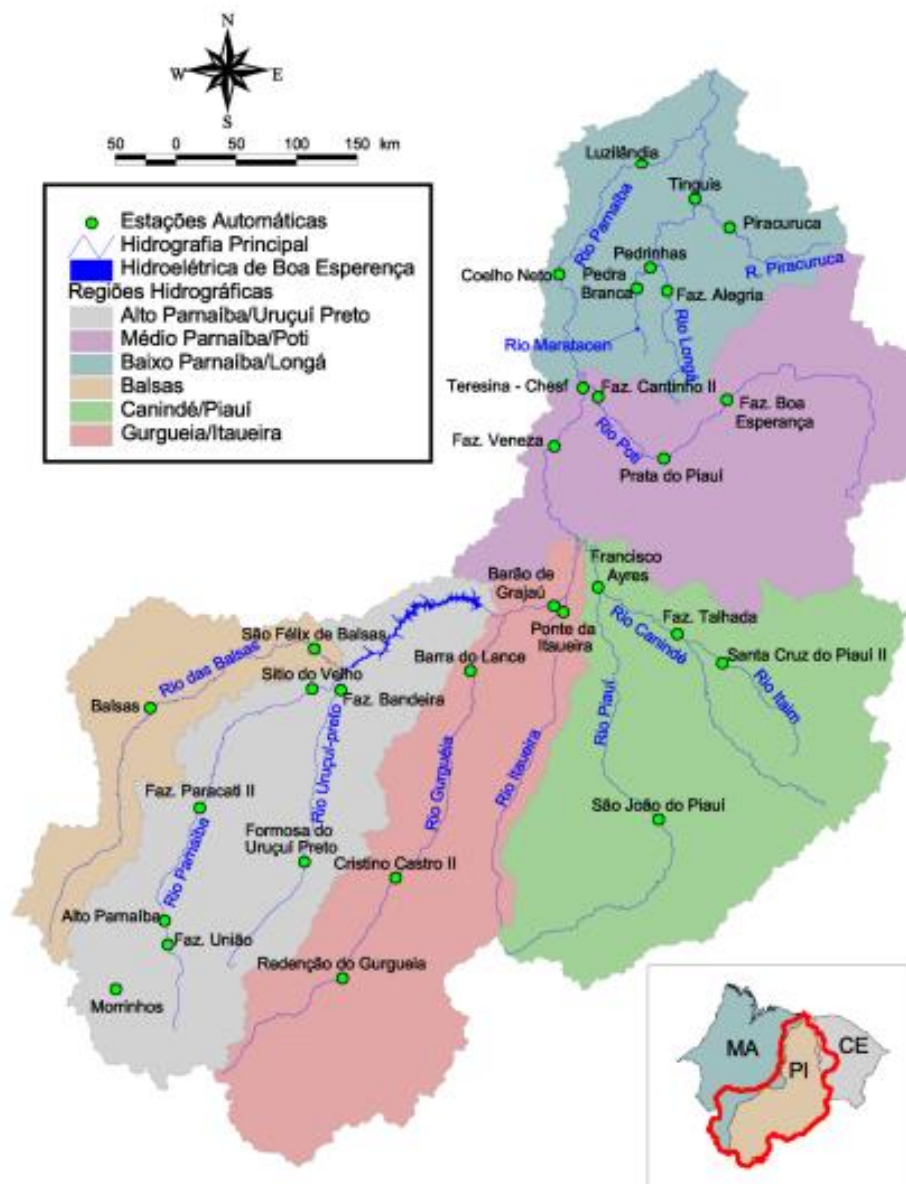 N
W
E
S
50 0 50 100 150 km
Estações Automáticas
Hidrografia Principal
Hidroelétrica de Boa Esperença
Regiões Hidrográficas
Alto Parnaíba/Uruçuí Preto
Médio Parnaíba/Poti
Baixo Parnaíba/Longá
Balsas
Canindé/Piauí
Gurgueia/Itaueira
Luzilândia
Tinguis
Rio Parnaíba
Piracuruca
Pedrinhas
R. Piracuruca
Coelho Neto
Pedra
Branca
Faz. Alegria
Rio Longá
Rio Maratacen
Teresina - Chesf
Faz. Cantinho II
Faz. Boa
Esperança
Faz. Veneza
Rio Poti
Prata do Piauí
Francisco
Ayres
Barão de
Grajaú
Ponte da
Itaueira
Faz. Talhada
Rio Canindé
São Félix de Balsas
Rio das Balsas
Barra do Lance
Santa Cruz do Piauí II
Rio Itaim
Sitio do Velho
Faz. Bandeira
Balsas
Rio Piauí
Rio Uruçuí-preto
Rio Gurguéia
Rio Itaueira
Faz. Paracati II
São João do Piauí
Rio Parnaíba
Formosa do
Uruçuí Preto
Cristino Castro II
Alto Parnaíba
Faz. União
Redenção do Gurgueia
Morrinhos
MA
PI
CE